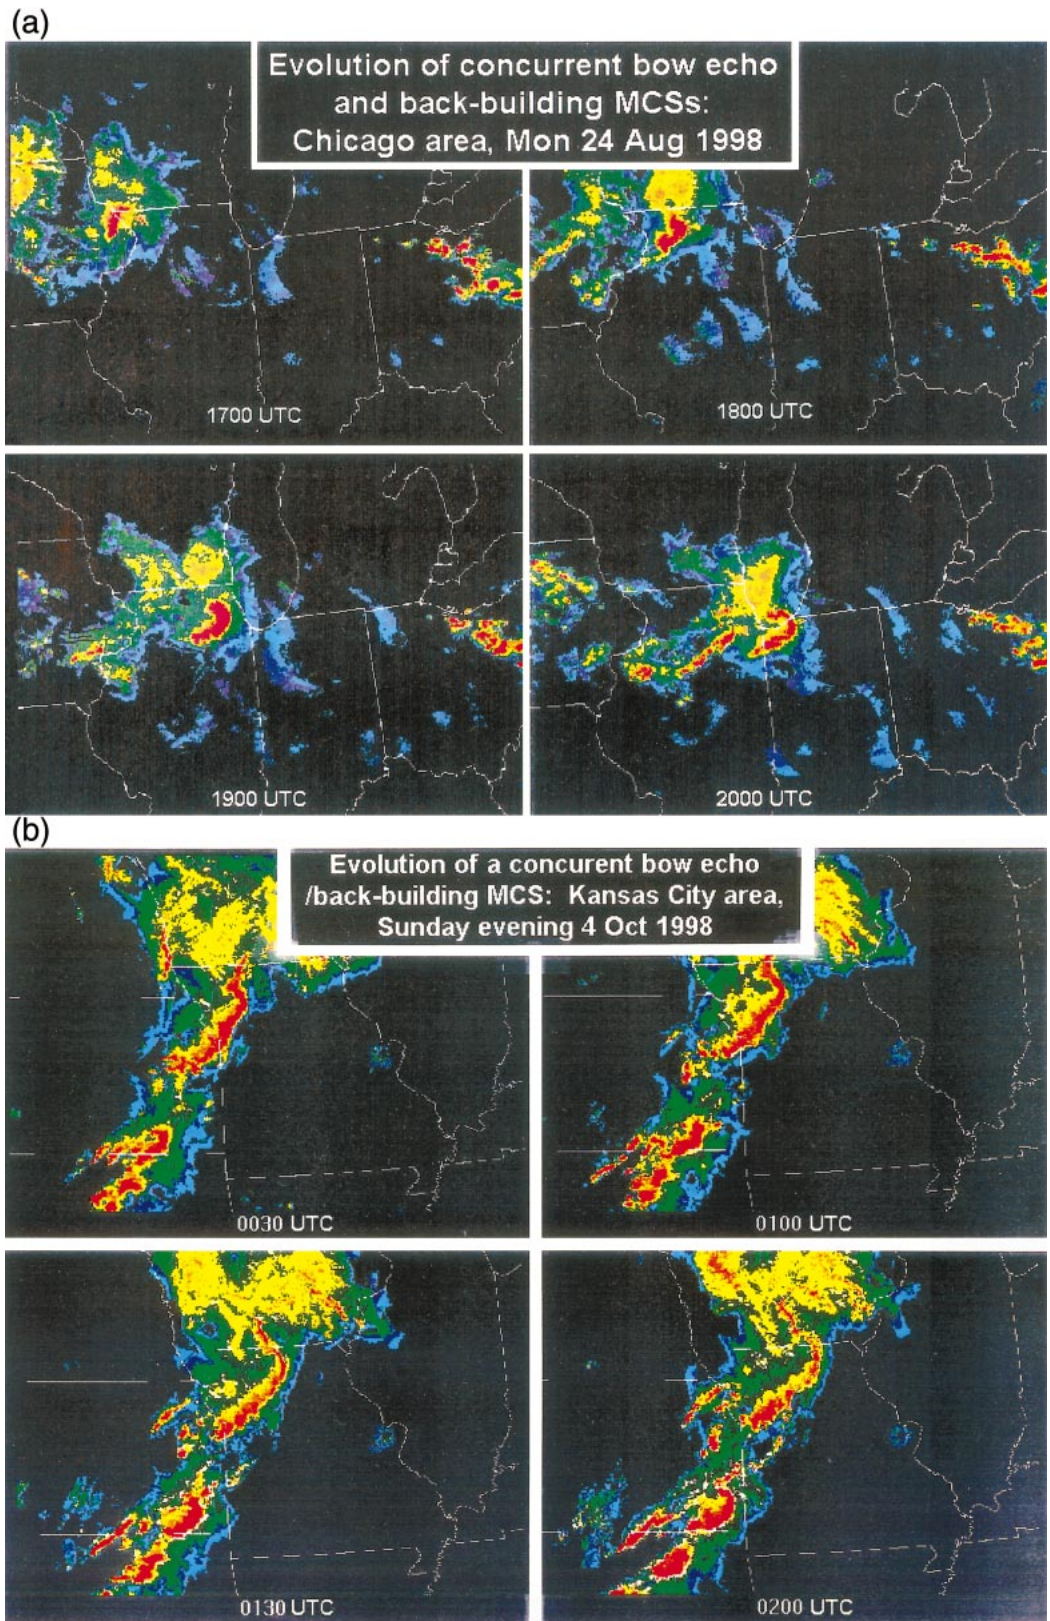 (a)
Evolution of concurrent bow echo
and back-building MCSs:
Chicago area, Mon 24 Aug 1998
1700 UTC
1800 UTC
1900 UTC
2000 UTC
(b)
Evolution of a concurent bow echo
/back-building MCS: Kansas City area,
Sunday evening 4 Oct 1998
0030 UTC
0100 UTC
0130 UTC
0200 UTC